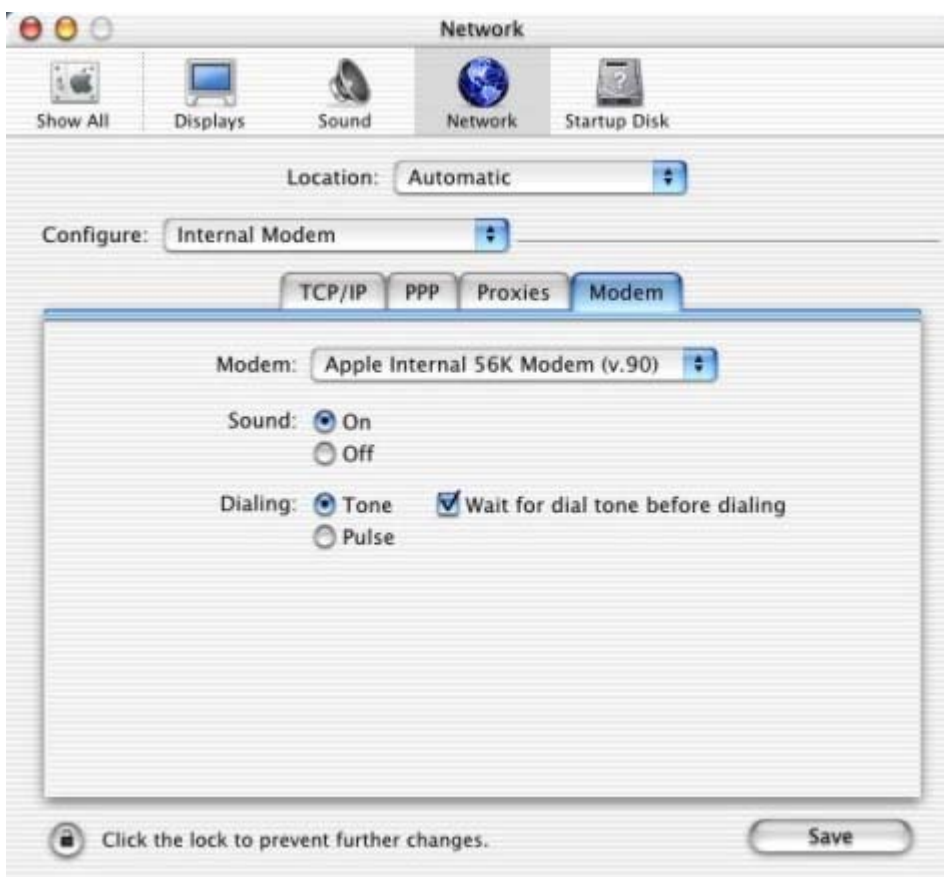 Network
Show All Displays Sound Network Startup Disk
Location: Automatic
Configure: Internal Modem
TCP/IP PPP Proxies Modem
Modem: Apple Internal 56K Modem (v.90)
Sound: On
Off
Dialing: Tone Wait for dial tone before dialing
Pulse
Click the lock to prevent further changes. Save